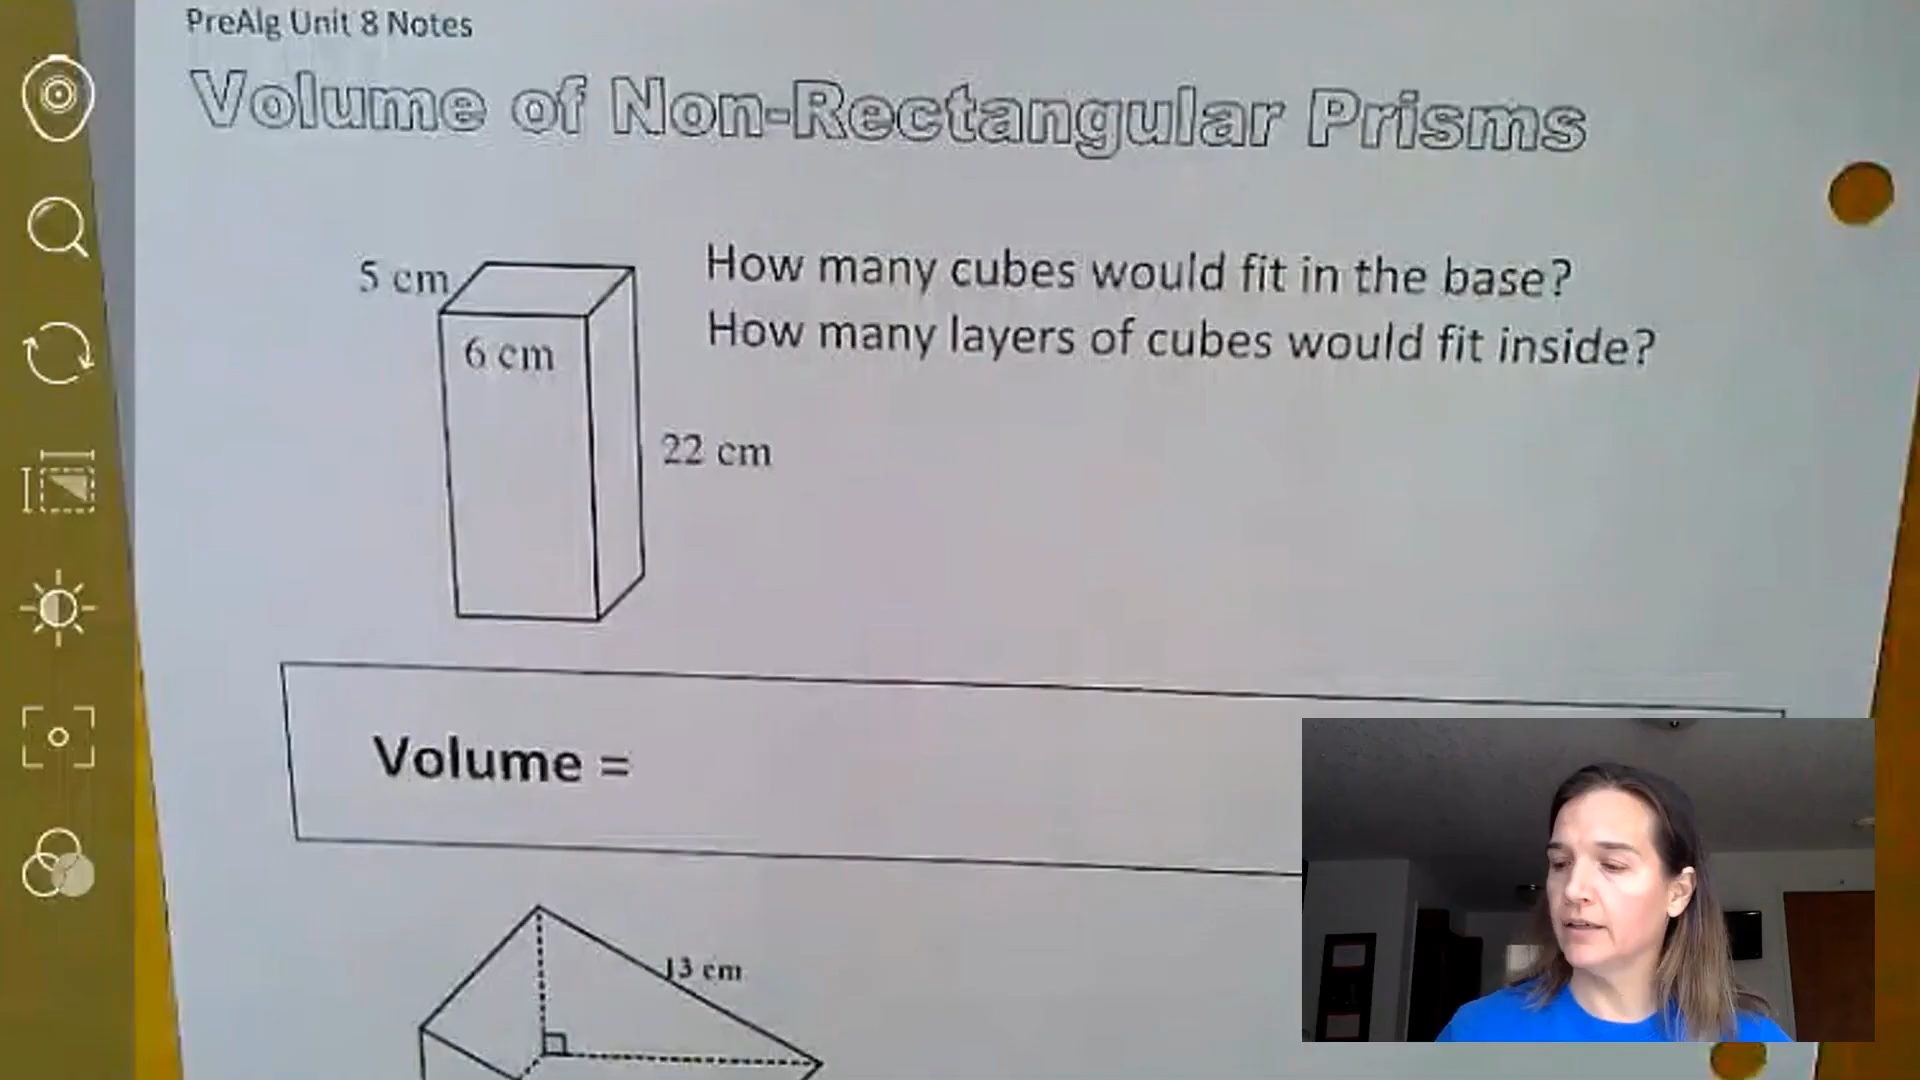 PreAlg Unit 8 Notes
Volume of Non-Rectangular Prisms
5 cm
How many cubes would fit in the base?
How many layers of cubes would fit inside?
6 cm
22 cm
Volume =
13 cm